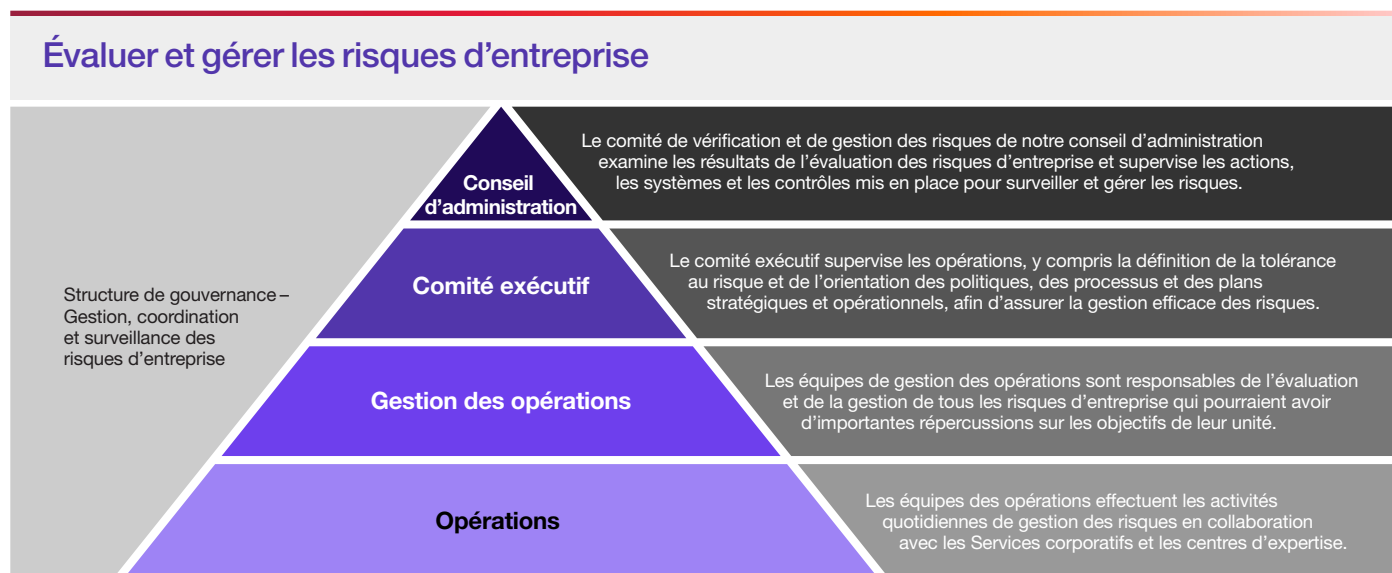 Évaluer et gérer les risques d’entreprise
Structure de gouvernance –
Gestion, coordination
et surveillance des
risques d’entreprise
Conseil
d’administration
Le comité de vérification et de gestion des risques de notre conseil d’administration
examine les résultats de l’évaluation des risques d’entreprise et supervise les actions,
les systèmes et les contrôles mis en place pour surveiller et gérer les risques.
Comité exécutif
Le comité exécutif supervise les opérations, y compris la définition de la tolérance
au risque et de l’orientation des politiques, des processus et des plans
stratégiques et opérationnels, afin d’assurer la gestion efficace des risques.
Gestion des opérations
Les équipes de gestion des opérations sont responsables de l’évaluation
et de la gestion de tous les risques d’entreprise qui pourraient avoir
d’importantes répercussions sur les objectifs de leur unité.
Opérations
Les équipes des opérations effectuent les activités
quotidiennes de gestion des risques en collaboration
avec les Services corporatifs et les centres d’expertise.